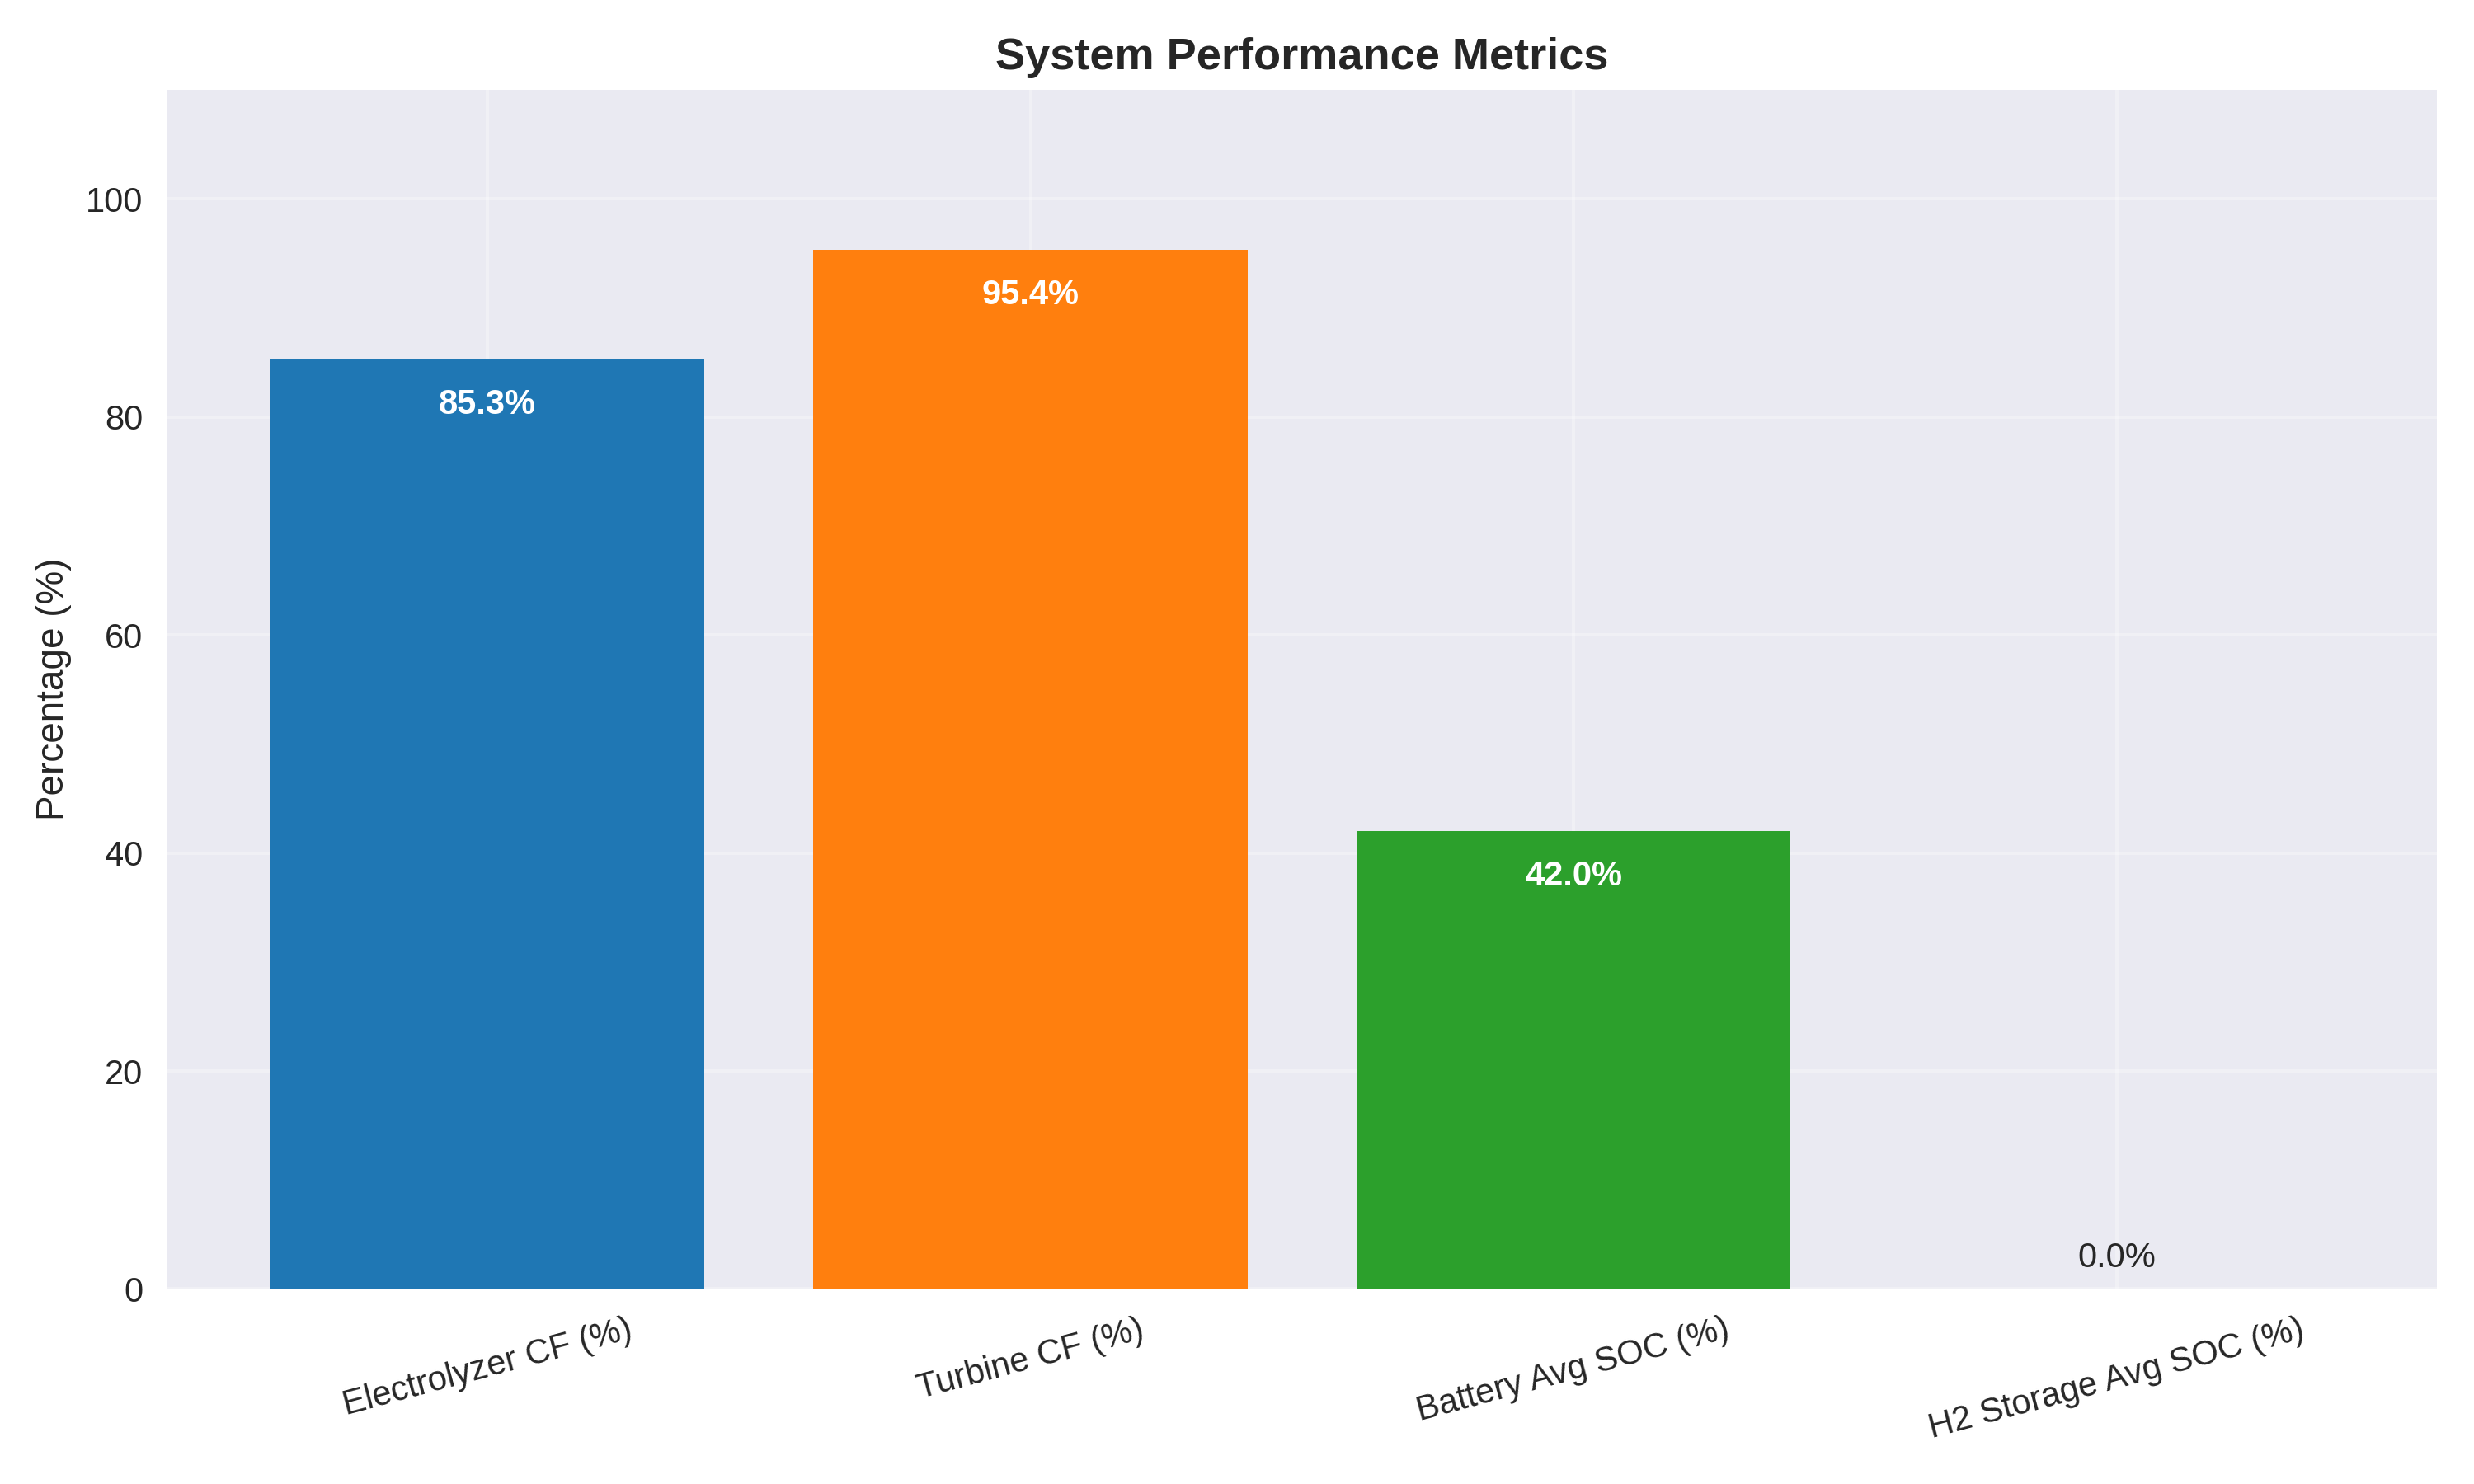 System Performance Metrics
Percentage (%)
100
80
60
40
20
0
85.3%
95.4%
42.0%
0.0%
Electrolyzer CF (%)
Turbine CF (%)
Battery Avg SOC (%)
H2 Storage Avg SOC (%)